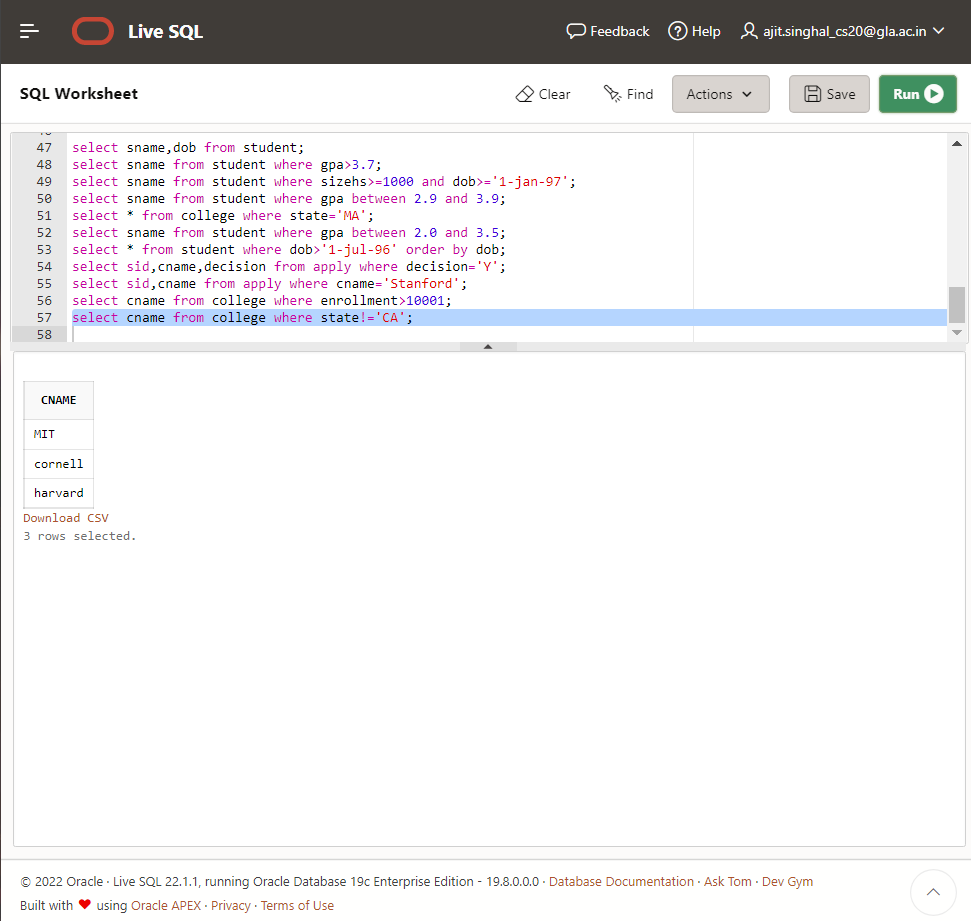 Live SQL Feedback Help ajit.singhal_cs20@gla.ac.in
SQL Worksheet Clear Find Actions Save Run
47 select sname,dob from student;
48 select sname from student where gpa>3.7;
49 select sname from student where sizehs>=1000 and dob>='1-jan-97';
50 select sname from student where gpa between 2.9 and 3.9;
51 select * from college where state='MA';
52 select sname from student where gpa between 2.0 and 3.5;
53 select * from student where dob>'1-jul-96' order by dob;
54 select sid,cname,decision from apply where decision='Y';
55 select sid,cname from apply where cname='Stanford';
56 select cname from college where enrollment>10001;
57 select cname from college where state!='CA';
58
CNAME
MIT
cornell
harvard
Download CSV
3 rows selected.
© 2022 Oracle · Live SQL 22.1.1, running Oracle Database 19c Enterprise Edition - 19.8.0.0.0 · Database Documentation · Ask Tom · Dev Gym
Built with ♥ using Oracle APEX · Privacy · Terms of Use